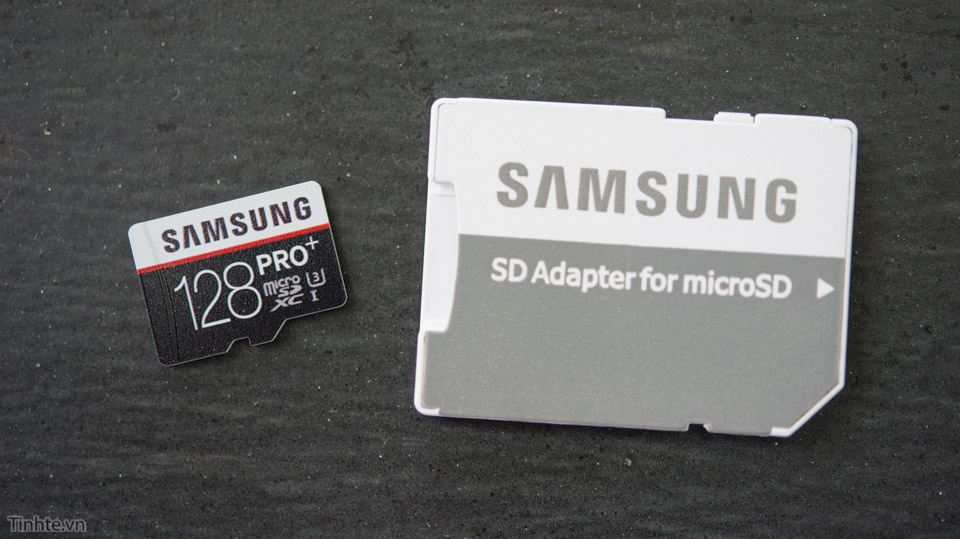 SAMSUNG
128 PRO+
micro
SD
XC U3
I
SAMSUNG
SD Adapter for microSD
Tinhte.vn